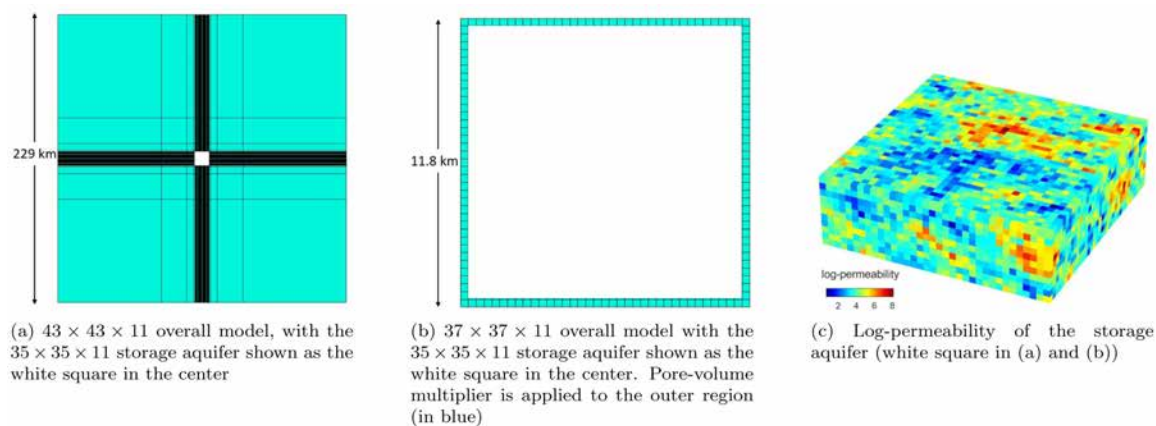 229 km
(a) 43 × 43 × 11 overall model, with the
35 × 35 × 11 storage aquifer shown as the
white square in the center
11.8 km
(b) 37 × 37 × 11 overall model with the
35 × 35 × 11 storage aquifer shown as the
white square in the center. Pore-volume
multiplier is applied to the outer region
(in blue)
log-permeability
2 4 6 8
(c) Log-permeability of the storage
aquifer (white square in (a) and (b))